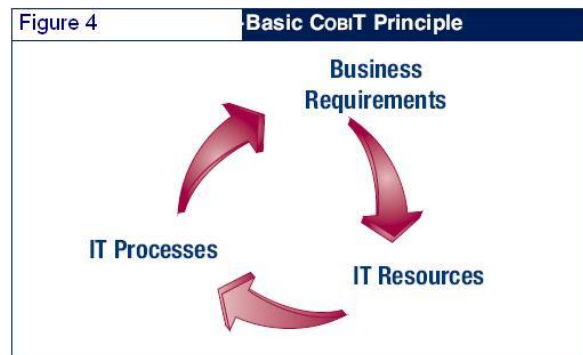 Figure 4 -Basic COBIT Principle
Business
Requirements
IT Processes
IT Resources